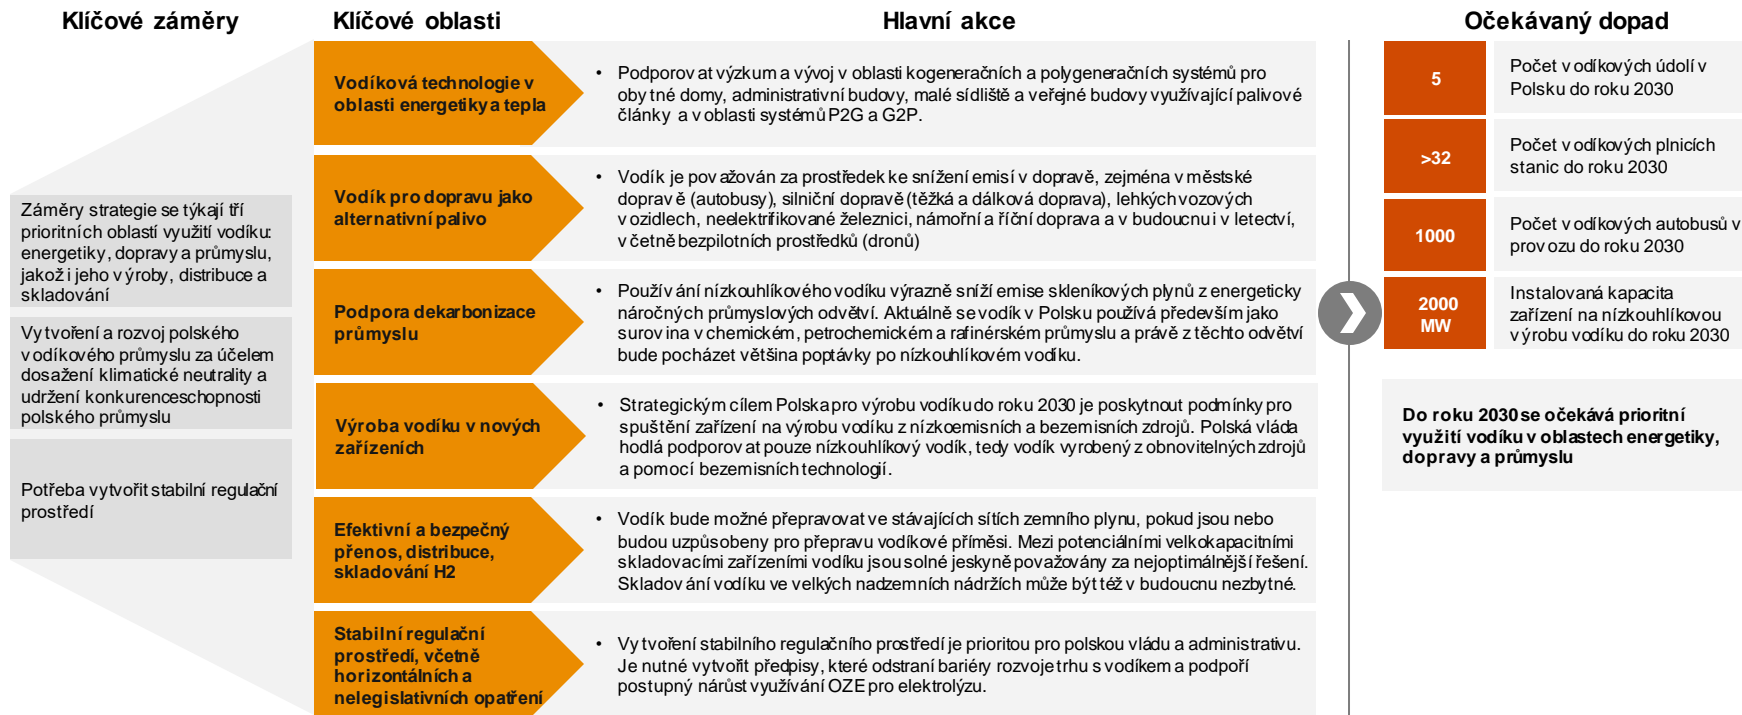 Klíčové záměry
Klíčové oblasti
Hlavní akce
Očekávaný dopad
Záměry strategie se týkají tří
prioritních oblastí využití vodíku:
energetiky, dopravy a průmyslu,
jakož i jeho výroby, distribuce a
skladování
Vytvoření a rozvoj polského
vodíkového průmyslu za účelem
dosažení klimatické neutrality a
udržení konkurenceschopnosti
polského průmyslu
Potřeba vytvořit stabilní regulační
prostředí
Vodíková technologie v
oblasti energetiky a tepla
• Podporovat výzkum a vývoj v oblasti kogeneračních a polygeneračních systémů pro
obytné domy, administrativní budovy, malé sídliště a veřejné budovy využívající palivové
články a v oblasti systémů P2G a G2P.
Vodík pro dopravu jako
alternativní palivo
• Vodík je považován za prostředek ke snížení emisí v dopravě, zejména v městské
dopravě (autobusy), silniční dopravě (těžká a dálková doprava), lehkých vozových
vozidlech, neelektrifikované železnici, námořní a říční doprava a v budoucnu i v letectví,
včetně bezpilotních prostředků (dronů)
Podpora dekarbonizace
průmyslu
• Používání nízkouhlíkového vodíku výrazně sníží emise skleníkových plynů z energeticky
náročných průmyslových odvětví. Aktuálně se vodík v Polsku používá především jako
surovina v chemickém, petrochemickém a rafinérském průmyslu a právě z těchto odvětví
bude pocházet většina poptávky po nízkouhlíkovém vodíku.
Výroba vodíku v nových
zařízeních
• Strategickým cílem Polska pro výrobu vodíku do roku 2030 je poskytnout podmínky pro
spuštění zařízení na výrobu vodíku z nízkoemisních a bezemisních zdrojů. Polská vláda
hodlá podporovat pouze nízkouhlíkový vodík, tedy vodík vyrobený z obnovitelných zdrojů
a pomocí bezemisních technologií.
Efektivní a bezpečný
přenos, distribuce,
skladování H2
• Vodík bude možné přepravovat ve stávajících sítích zemního plynu, pokud jsou nebo
budou uzpůsobeny pro přepravu vodíkové příměsi. Mezi potenciálními velkokapacitními
skladovacími zařízeními vodíku jsou solné jeskyně považovány za nejoptimálnější řešení.
Skladování vodíku ve velkých nadzemních nádržích může být též v budoucnu nezbytné.
Stabilní regulační
prostředí, včetně
horizontálních a
nelegislativních opatření
• Vytvoření stabilního regulačního prostředí je prioritou pro polskou vládu a administrativu.
Je nutné vytvořit předpisy, které odstraní bariéry rozvoje trhu s vodíkem a podpoří
postupný nárůst využívání OZE pro elektrolýzu.
5
Počet vodíkových údolí v
Polsku do roku 2030
>32
Počet vodíkových plnicích
stanic do roku 2030
1000
Počet vodíkových autobusů v
provozu do roku 2030
2000
MW
Instalovaná kapacita
zařízení na nízkouhlíkovou
výrobu vodíku do roku 2030
Do roku 2030 se očekává prioritní
využití vodíku v oblastech energetiky,
dopravy a průmyslu